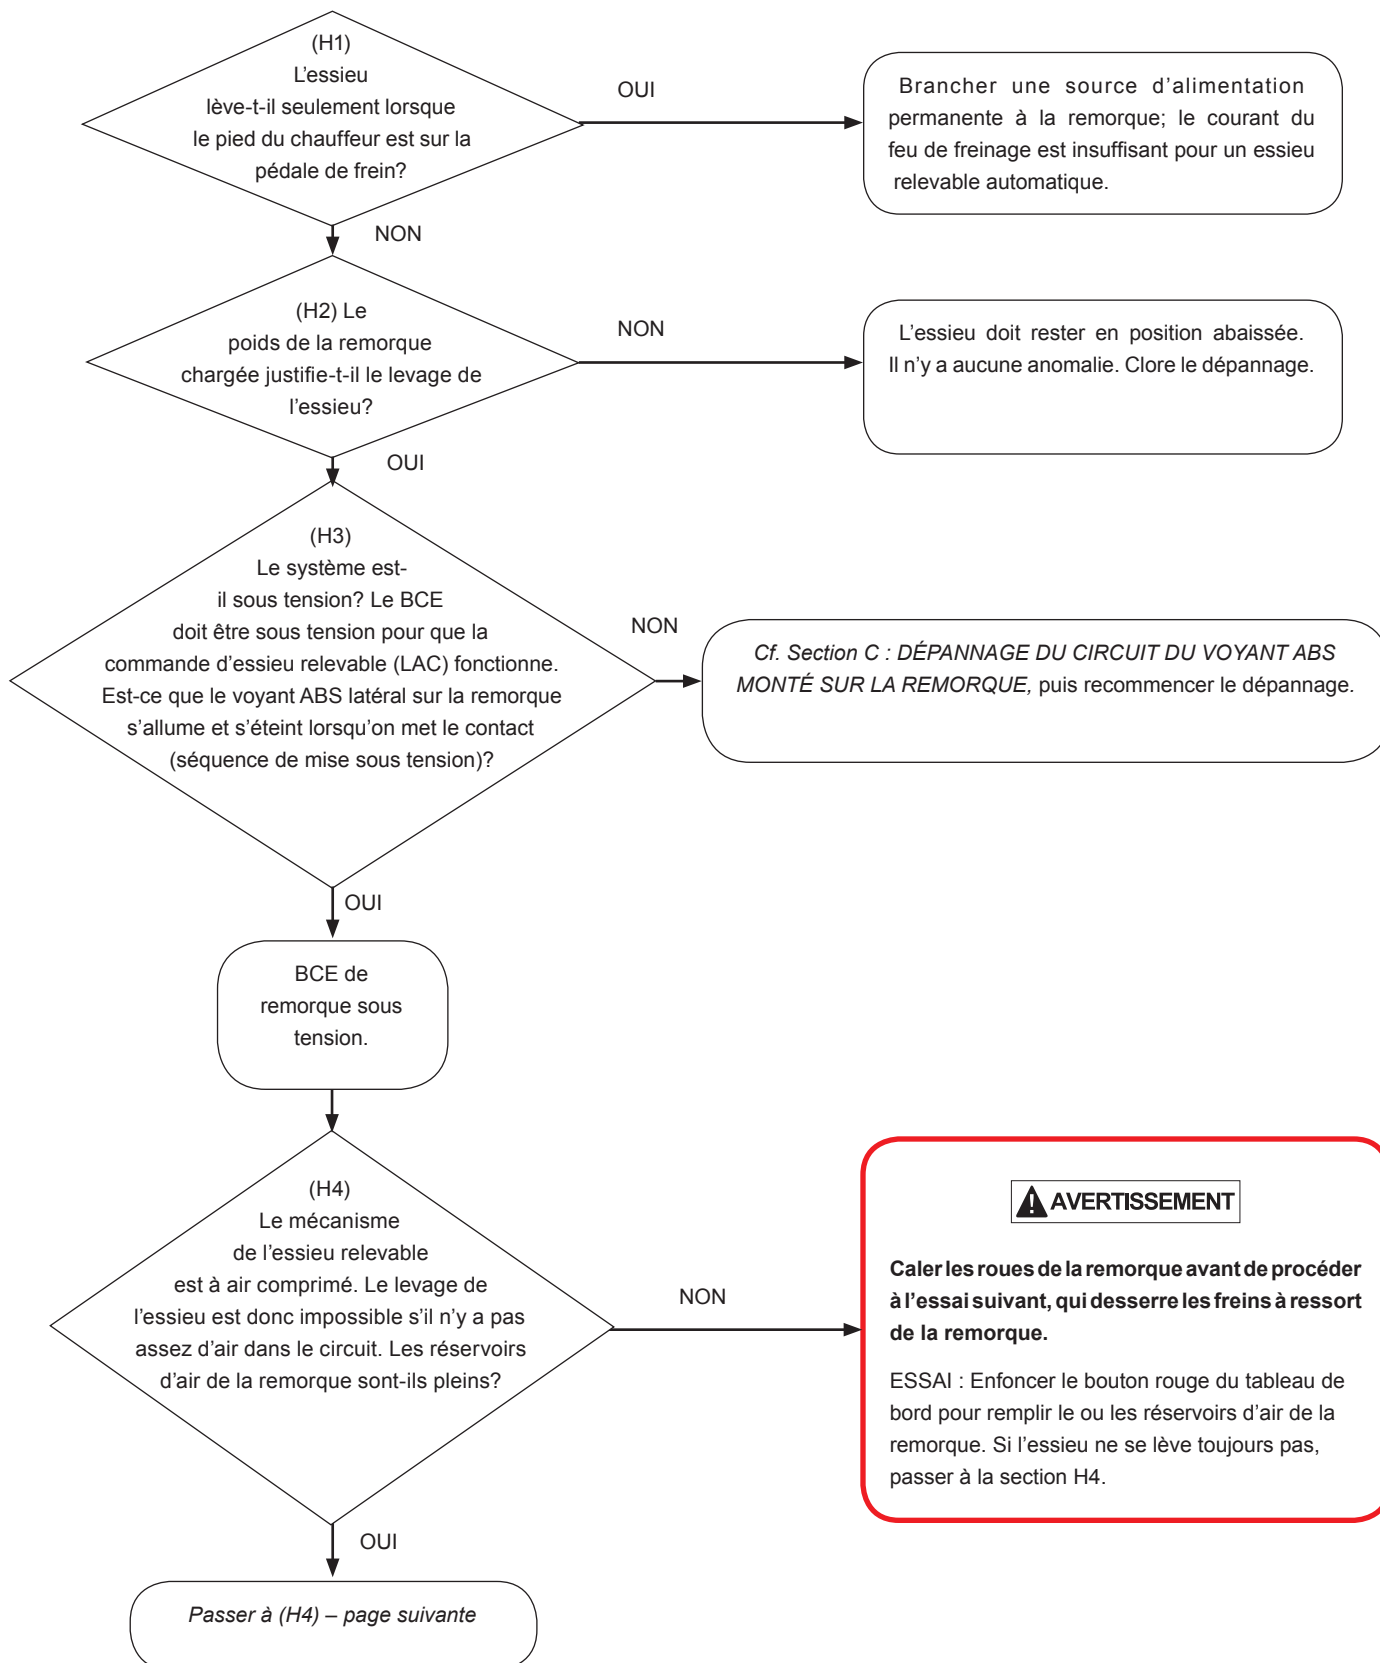 (H1)
L'essieu
lève-t-il seulement lorsque
le pied du chauffeur est sur la
pédale de frein?
OUI
Brancher une source d'alimentation
permanente à la remorque; le courant du
feu de freinage est insuffisant pour un essieu
relevable automatique.
NON
(H2) Le
poids de la remorque
chargée justifie-t-il le levage de
l'essieu?
NON
L'essieu doit rester en position abaissée.
Il n'y a aucune anomalie. Clore le dépannage.
OUI
(H3)
Le système est-
il sous tension? Le BCE
doit être sous tension pour que la
commande d'essieu relevable (LAC) fonctionne.
Est-ce que le voyant ABS latéral sur la remorque
s'allume et s'éteint lorsqu'on met le contact
(séquence de mise sous tension)?
NON
Cf. Section C : DÉPANNAGE DU CIRCUIT DU VOYANT ABS
MONTÉ SUR LA REMORQUE, puis recommencer le dépannage.
OUI
BCE de
remorque sous
tension.
(H4)
Le mécanisme
de l'essieu relevable
est à air comprimé. Le levage de
l'essieu est donc impossible s'il n'y a pas
assez d'air dans le circuit. Les réservoirs
d'air de la remorque sont-ils pleins?
NON
AVERTISSEMENT
Caler les roues de la remorque avant de procéder
à l'essai suivant, qui desserre les freins à ressort
de la remorque.
ESSAI : Enfoncer le bouton rouge du tableau de
bord pour remplir le ou les réservoirs d'air de la
remorque. Si l'essieu ne se lève toujours pas,
passer à la section H4.
OUI
Passer à (H4) – page suivante